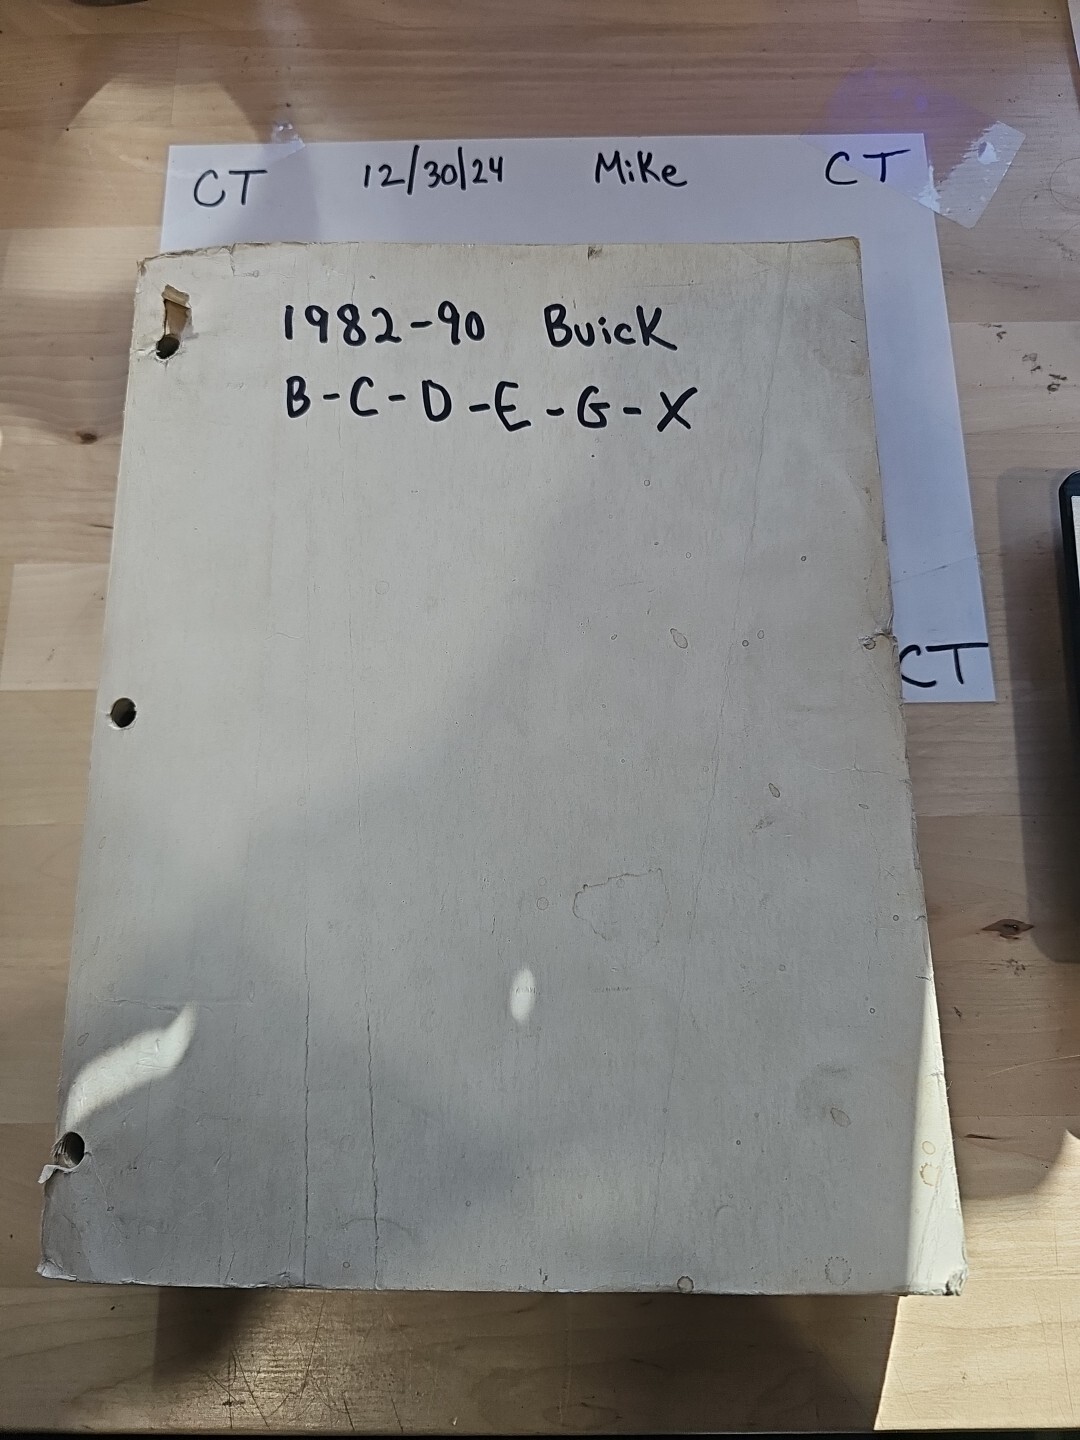 CT 12/30/24 Mike CT
1982-90 Buick
B-C-D-E-G-X
CT